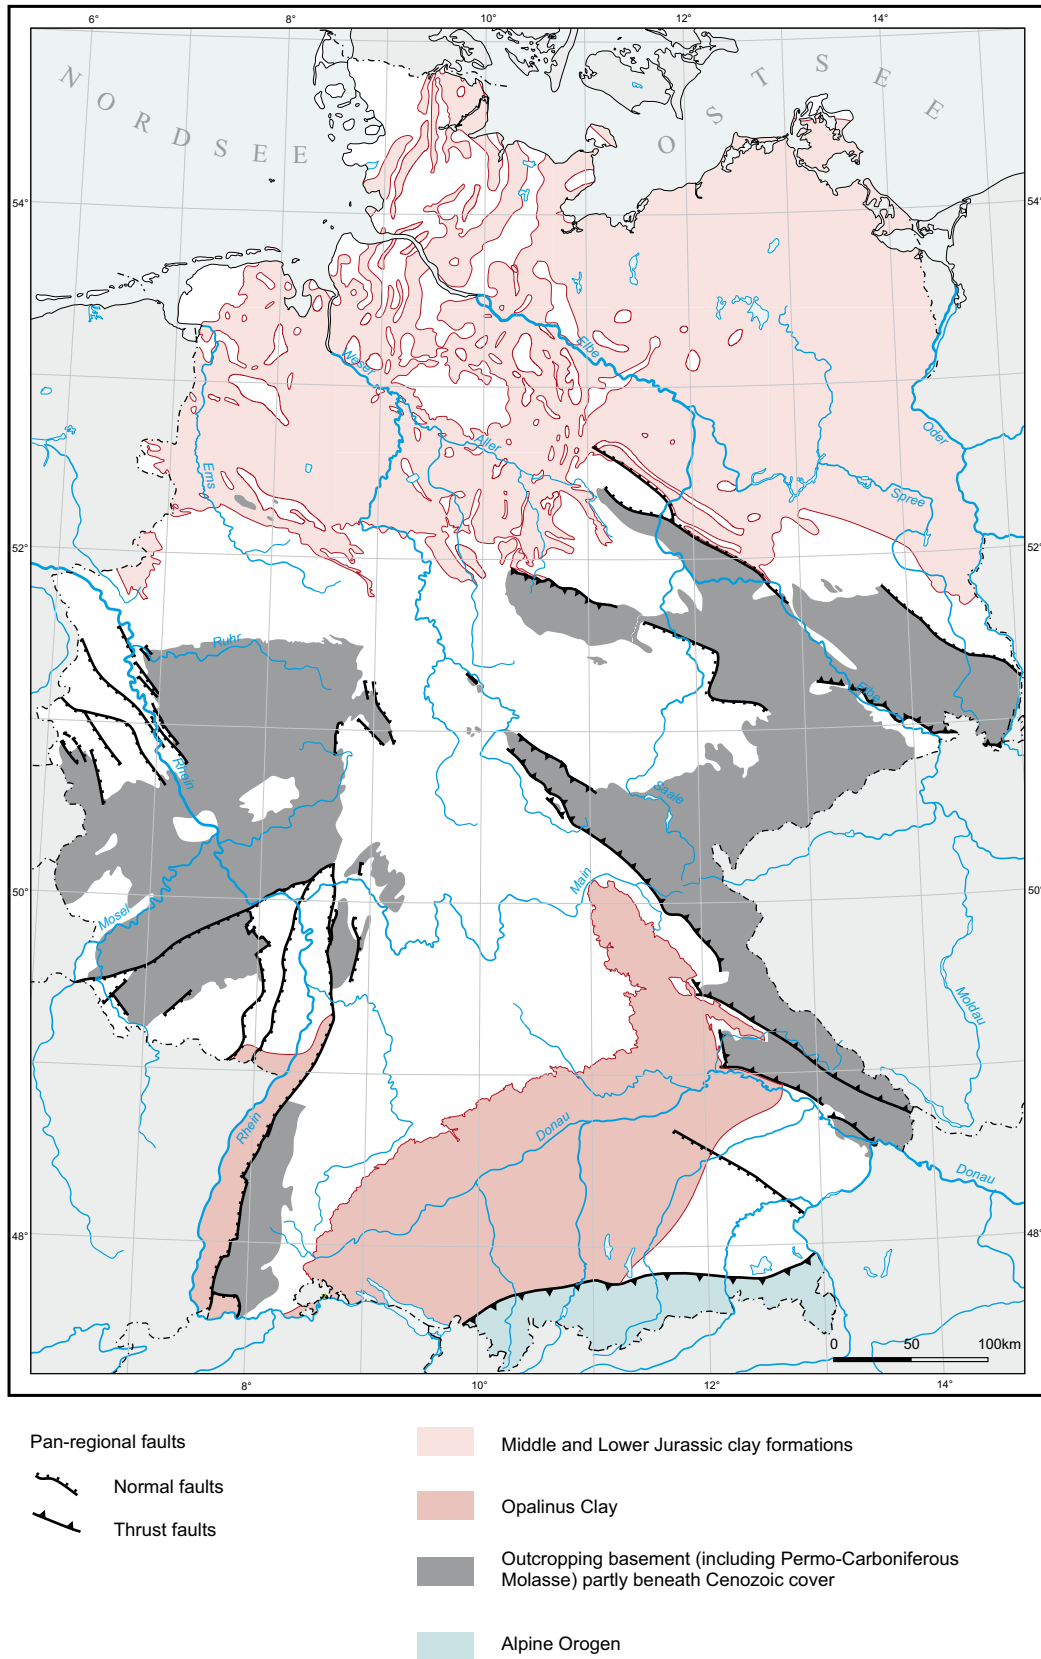 6° 8° 10° 12° 14°
NORDSEE
OSTSEE
54° 54°
Elbe
Weser
Aller
Oder
Ems
Spree
52° 52°
Ruhr
Elbe
Rhein
Saale
Main
50° 50°
Mosel
Moldau
Rhein
Donau
Donau
48° 48°
0 50 100km
8° 10° 12° 14°
Pan-regional faults
Normal faults
Thrust faults
Middle and Lower Jurassic clay formations
Opalinus Clay
Outcropping basement (including Permo-Carboniferous
Molasse) partly beneath Cenozoic cover
Alpine Orogen